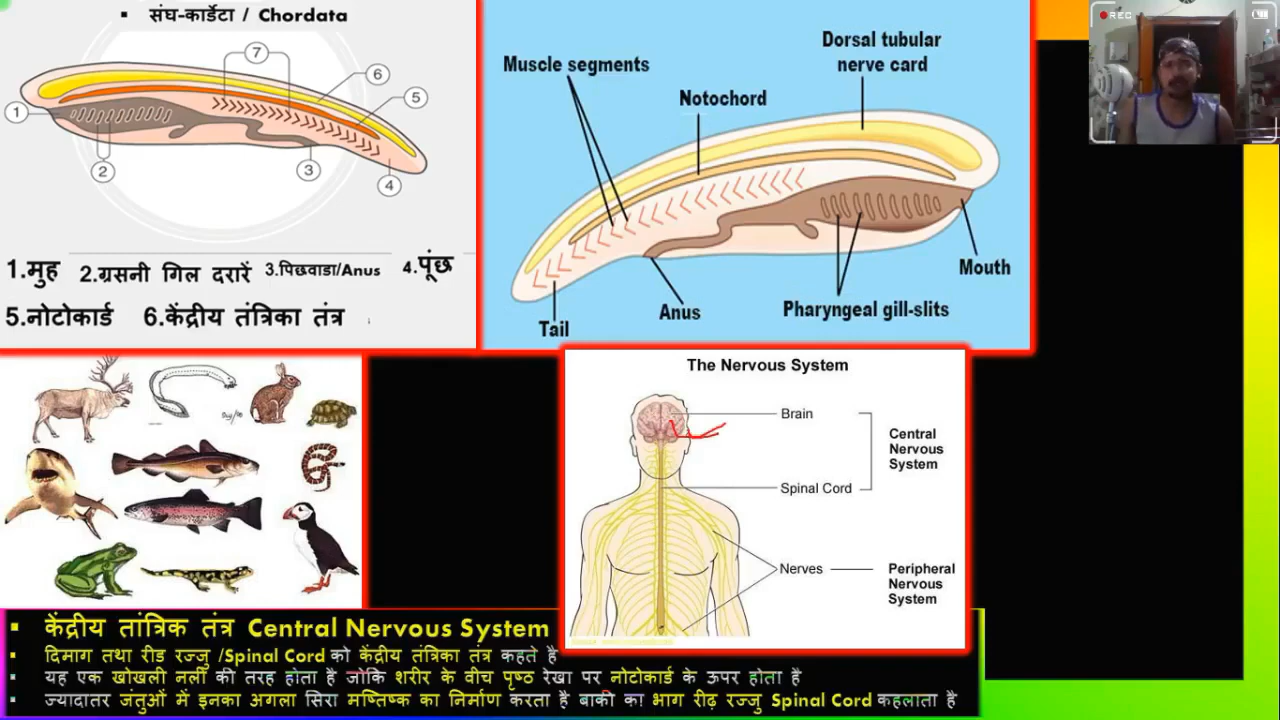 ▪ संघ-कार्डेटा / Chordata
7
6
5
1
2
3
4
1.मुह 2.ग्रसनी गिल दरारें 3.पिछवाडा/Anus 4.पूंछ
5.नोटोकार्ड 6.केंद्रीय तंत्रिका तंत्र
Dorsal tubular
nerve card
Muscle segments
Notochord
Mouth
Pharyngeal gill-slits
Anus
Tail
REC
The Nervous System
Brain
Central
Nervous
System
Spinal Cord
Nerves
Peripheral
Nervous
System
▪ केंद्रीय तांत्रिक तंत्र Central Nervous System
▪ दिमाग तथा रीड रज्जु /Spinal Cord को केंद्रीय तंत्रिका तंत्र कहते है
▪ यह एक खोखली नली की तरह होता है जोकि शरीर के वीच पृष्ठ रेखा पर नोटोकार्ड के ऊपर होता है
▪ ज्यादातर जंतुओं में इनका अगला सिरा मष्तिष्क का निर्माण करता है बाकी का भाग रीढ़ रज्जु Spinal Cord कहलाता है